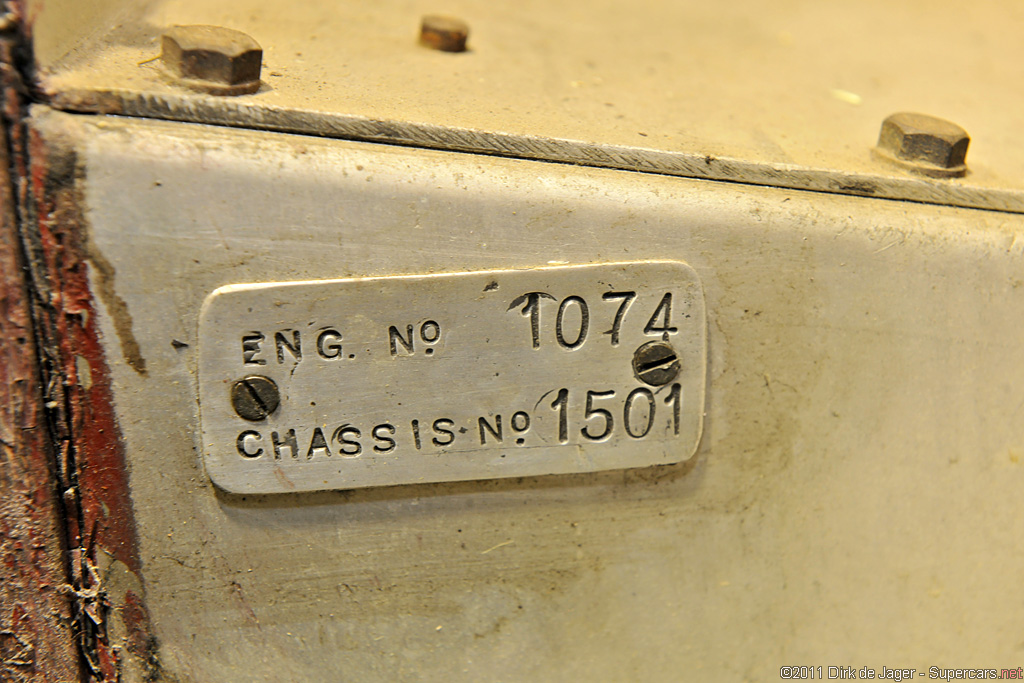 ENG. Nº 1074
CHASSIS·Nº 1501
©2011 Dirk de Jager - Supercars.net